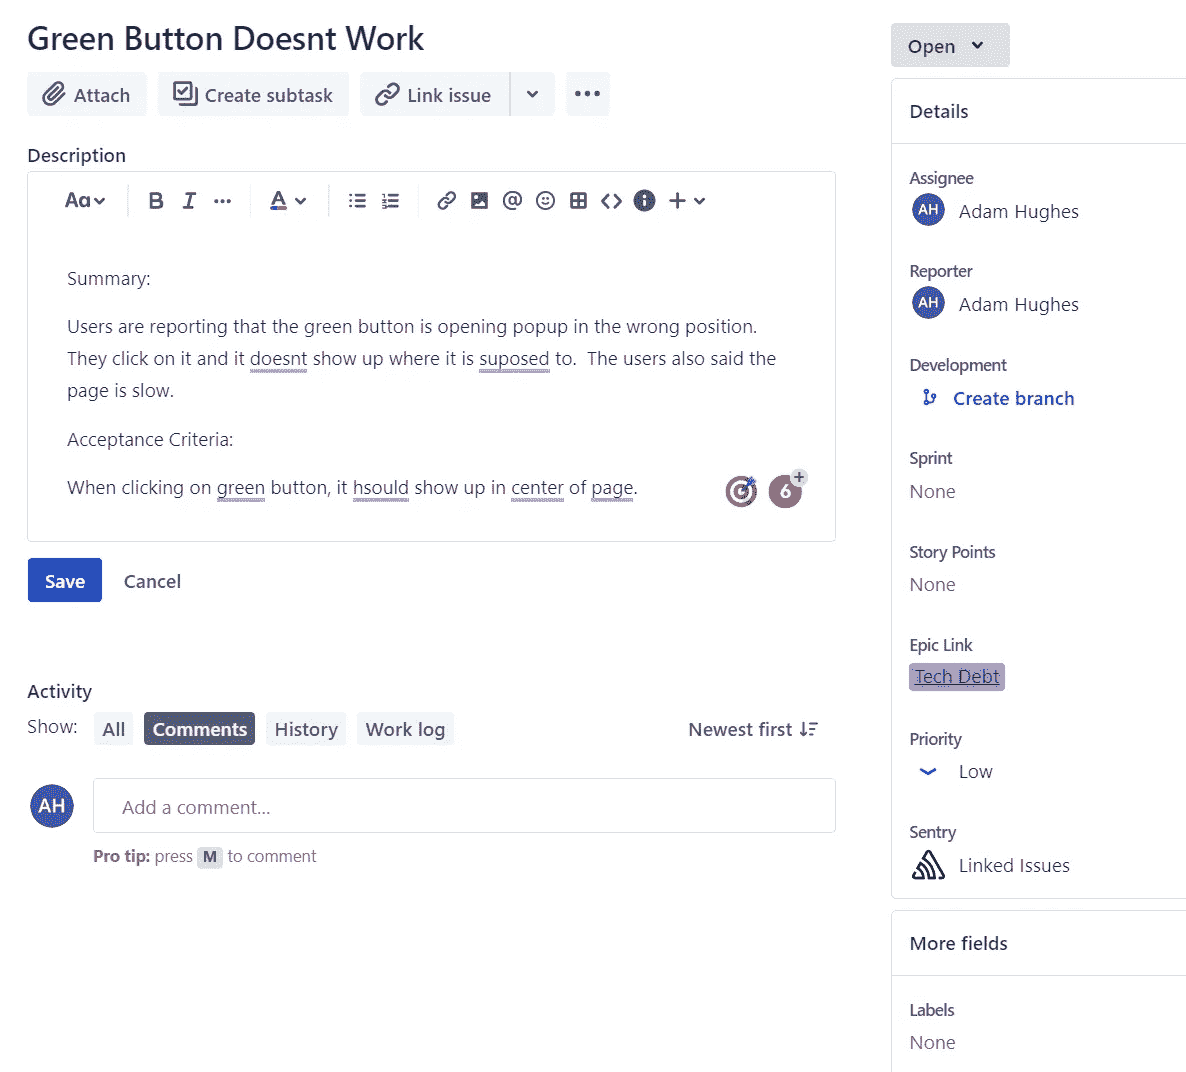 Green Button Doesnt Work
Attach
Create subtask
Link issue
Description
Aa
B
I
A
Summary:
Users are reporting that the green button is opening popup in the wrong position.
They click on it and it doesnt show up where it is suposed to.  The users also said the
page is slow.
Acceptance Criteria:
When clicking on green button, it hsould show up in center of page.
6
Save
Cancel
Activity
Show:
All
Comments
History
Work log
Newest first
AH
Add a comment...
Pro tip: press M to comment
Open
Details
Assignee
AH
Adam Hughes
Reporter
AH
Adam Hughes
Development
Create branch
Sprint
None
Story Points
None
Epic Link
Tech Debt
Priority
Low
Sentry
Linked Issues
More fields
Labels
None